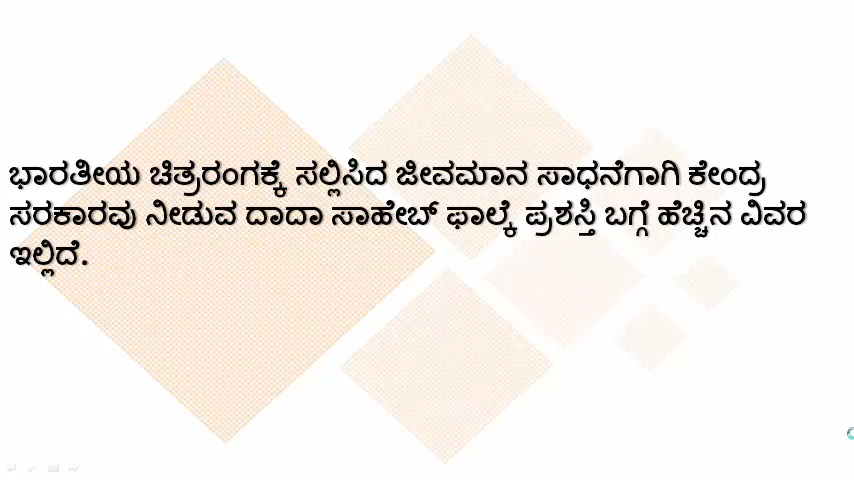 ಭಾರತೀಯ ಚಿತ್ರರಂಗಕ್ಕೆ ಸಲ್ಲಿಸಿದ ಜೀವಮಾನ ಸಾಧನೆಗಾಗಿ ಕೇಂದ್ರ
ಸರಕಾರವು ನೀಡುವ ದಾದಾ ಸಾಹೇಬ್ ಫಾಲ್ಕೆ ಪ್ರಶಸ್ತಿ ಬಗ್ಗೆ ಹೆಚ್ಚಿನ ವಿವರ
ಇಲ್ಲಿದೆ.